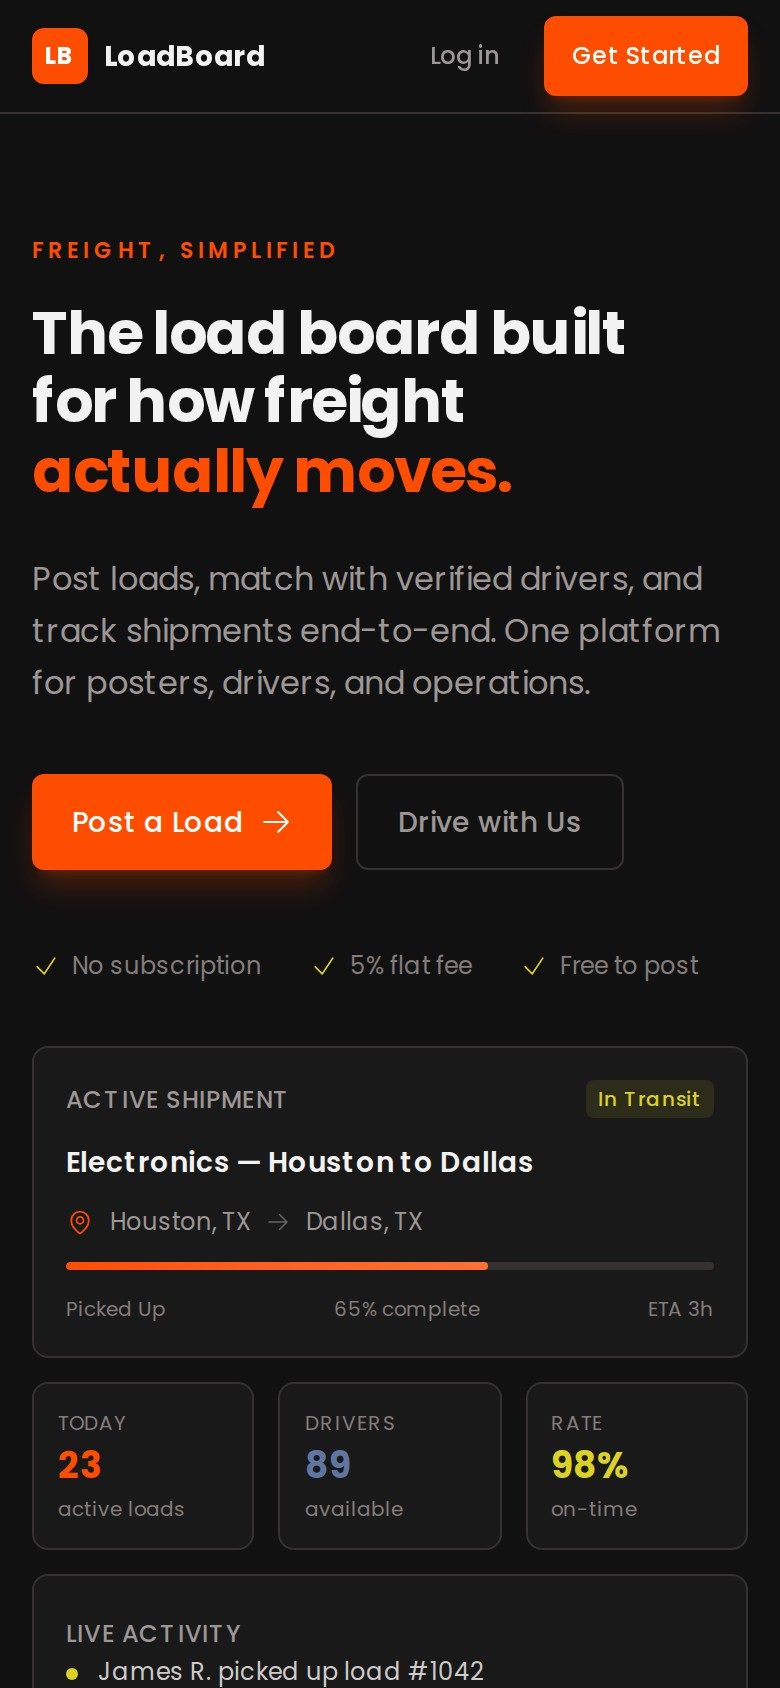 LB LoadBoard Log in Get Started
FREIGHT, SIMPLIFIED
The load board built
for how freight
actually moves.
Post loads, match with verified drivers, and
track shipments end-to-end. One platform
for posters, drivers, and operations.
Post a Load → Drive with Us
✓ No subscription ✓ 5% flat fee ✓ Free to post
ACTIVE SHIPMENT In Transit
Electronics — Houston to Dallas
Houston, TX → Dallas, TX
Picked Up 65% complete ETA 3h
TODAY DRIVERS RATE
23 89 98%
active loads available on-time
LIVE ACTIVITY
James R. picked up load #1042